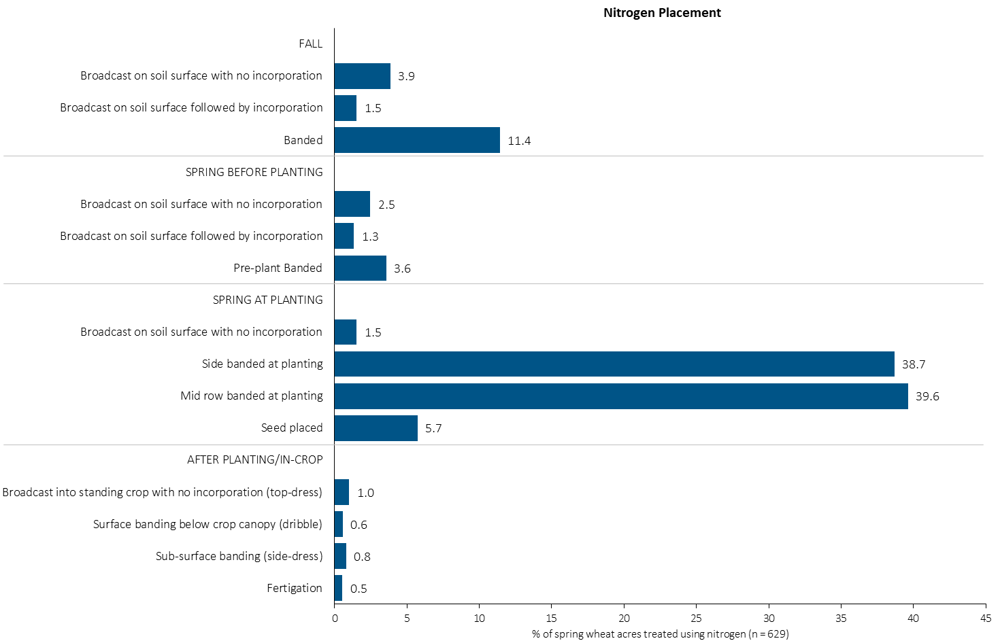 Nitrogen Placement
FALL
Broadcast on soil surface with no incorporation 3.9
Broadcast on soil surface followed by incorporation 1.5
Banded 11.4
SPRING BEFORE PLANTING
Broadcast on soil surface with no incorporation 2.5
Broadcast on soil surface followed by incorporation 1.3
Pre-plant Banded 3.6
SPRING AT PLANTING
Broadcast on soil surface with no incorporation 1.5
Side banded at planting 38.7
Mid row banded at planting 39.6
Seed placed 5.7
AFTER PLANTING/IN-CROP
Broadcast into standing crop with no incorporation (top-dress) 1.0
Surface banding below crop canopy (dribble) 0.6
Sub-surface banding (side-dress) 0.8
Fertigation 0.5
0 5 10 15 20 25 30 35 40 45
% of spring wheat acres treated using nitrogen (n = 629)